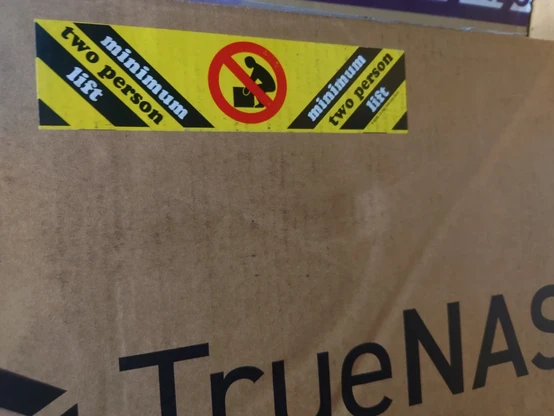 minimum
two person
lift
minimum
two person
lift
TrueNAS